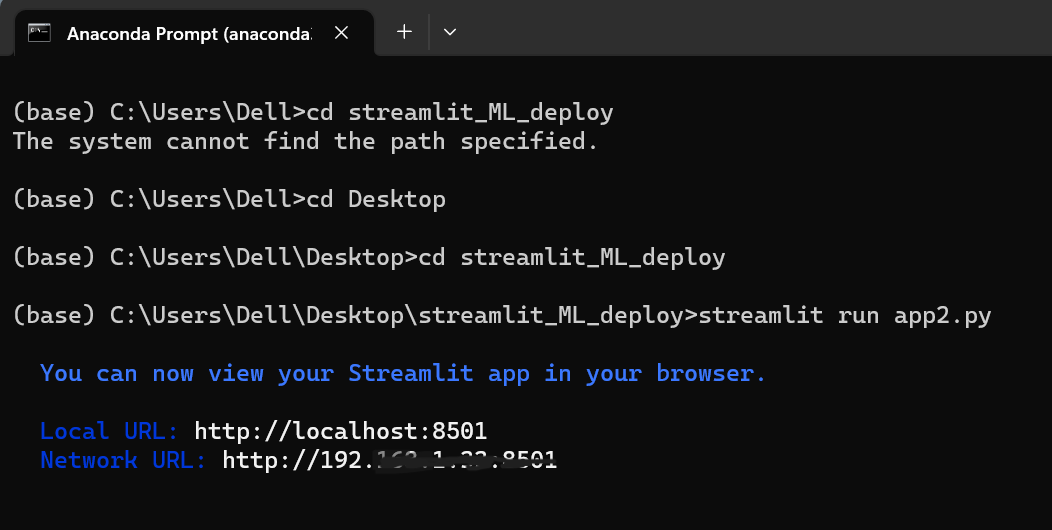 Anaconda Prompt (anaconda
(base) C:\Users\Dell>cd streamlit_ML_deploy
The system cannot find the path specified.
(base) C:\Users\Dell>cd Desktop
(base) C:\Users\Dell\Desktop>cd streamlit_ML_deploy
(base) C:\Users\Dell\Desktop\streamlit_ML_deploy>streamlit run app2.py
You can now view your Streamlit app in your browser.
Local URL: http://localhost:8501
Network URL: http://192.